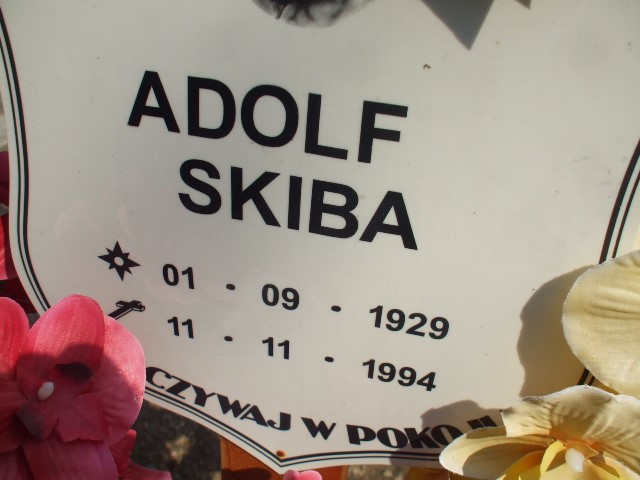 ADOLF
SKIBA
01 • 09 • 1929
11 • 11 • 1994
CZYWAJ W POKO